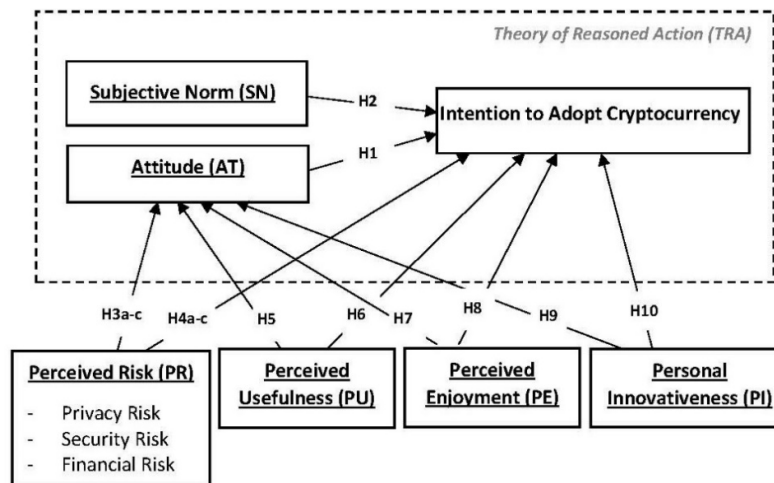 Theory of Reasoned Action (TRA)
Subjective Norm (SN)
H2
Intention to Adopt Cryptocurrency
Attitude (AT)
H1
H3a-c
H4a-c
H5
H6
H7
H8
H9
H10
Perceived Risk (PR)
- Privacy Risk
- Security Risk
- Financial Risk
Perceived
Usefulness (PU)
Perceived
Enjoyment (PE)
Personal
Innovativeness (PI)